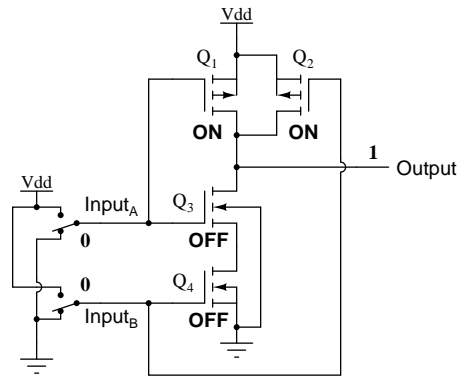 Vdd
Q1
Q2
ON
ON
1
Output
Vdd
InputA
0
Q3
OFF
0
InputB
Q4
OFF